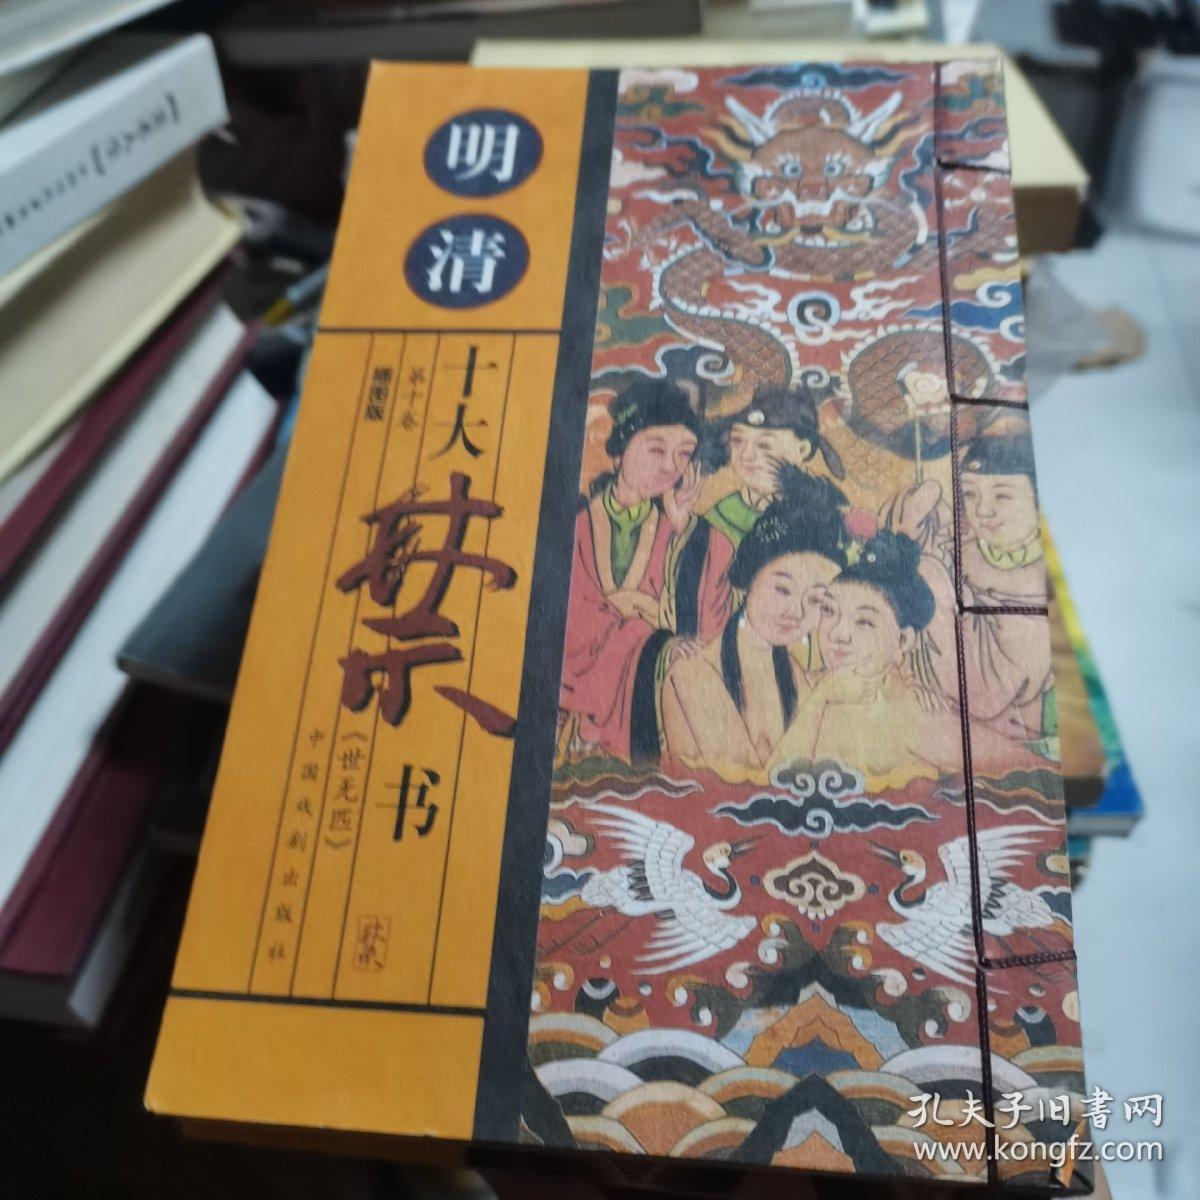 明
清
十大禁书
第十卷
插图版
《世无匹》
中国戏剧出版社
孔夫子旧書网
www.kongfz.com